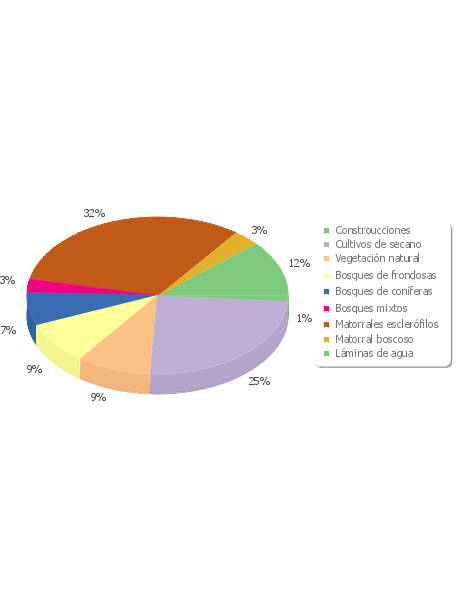 32%
3%
12%
3%
1%
7%
9%
9%
25%
Construucciones
Cultivos de secano
Vegetación natural
Bosques de frondosas
Bosques de coníferas
Bosques mixtos
Matorrales esclerófilos
Matorral boscoso
Láminas de agua